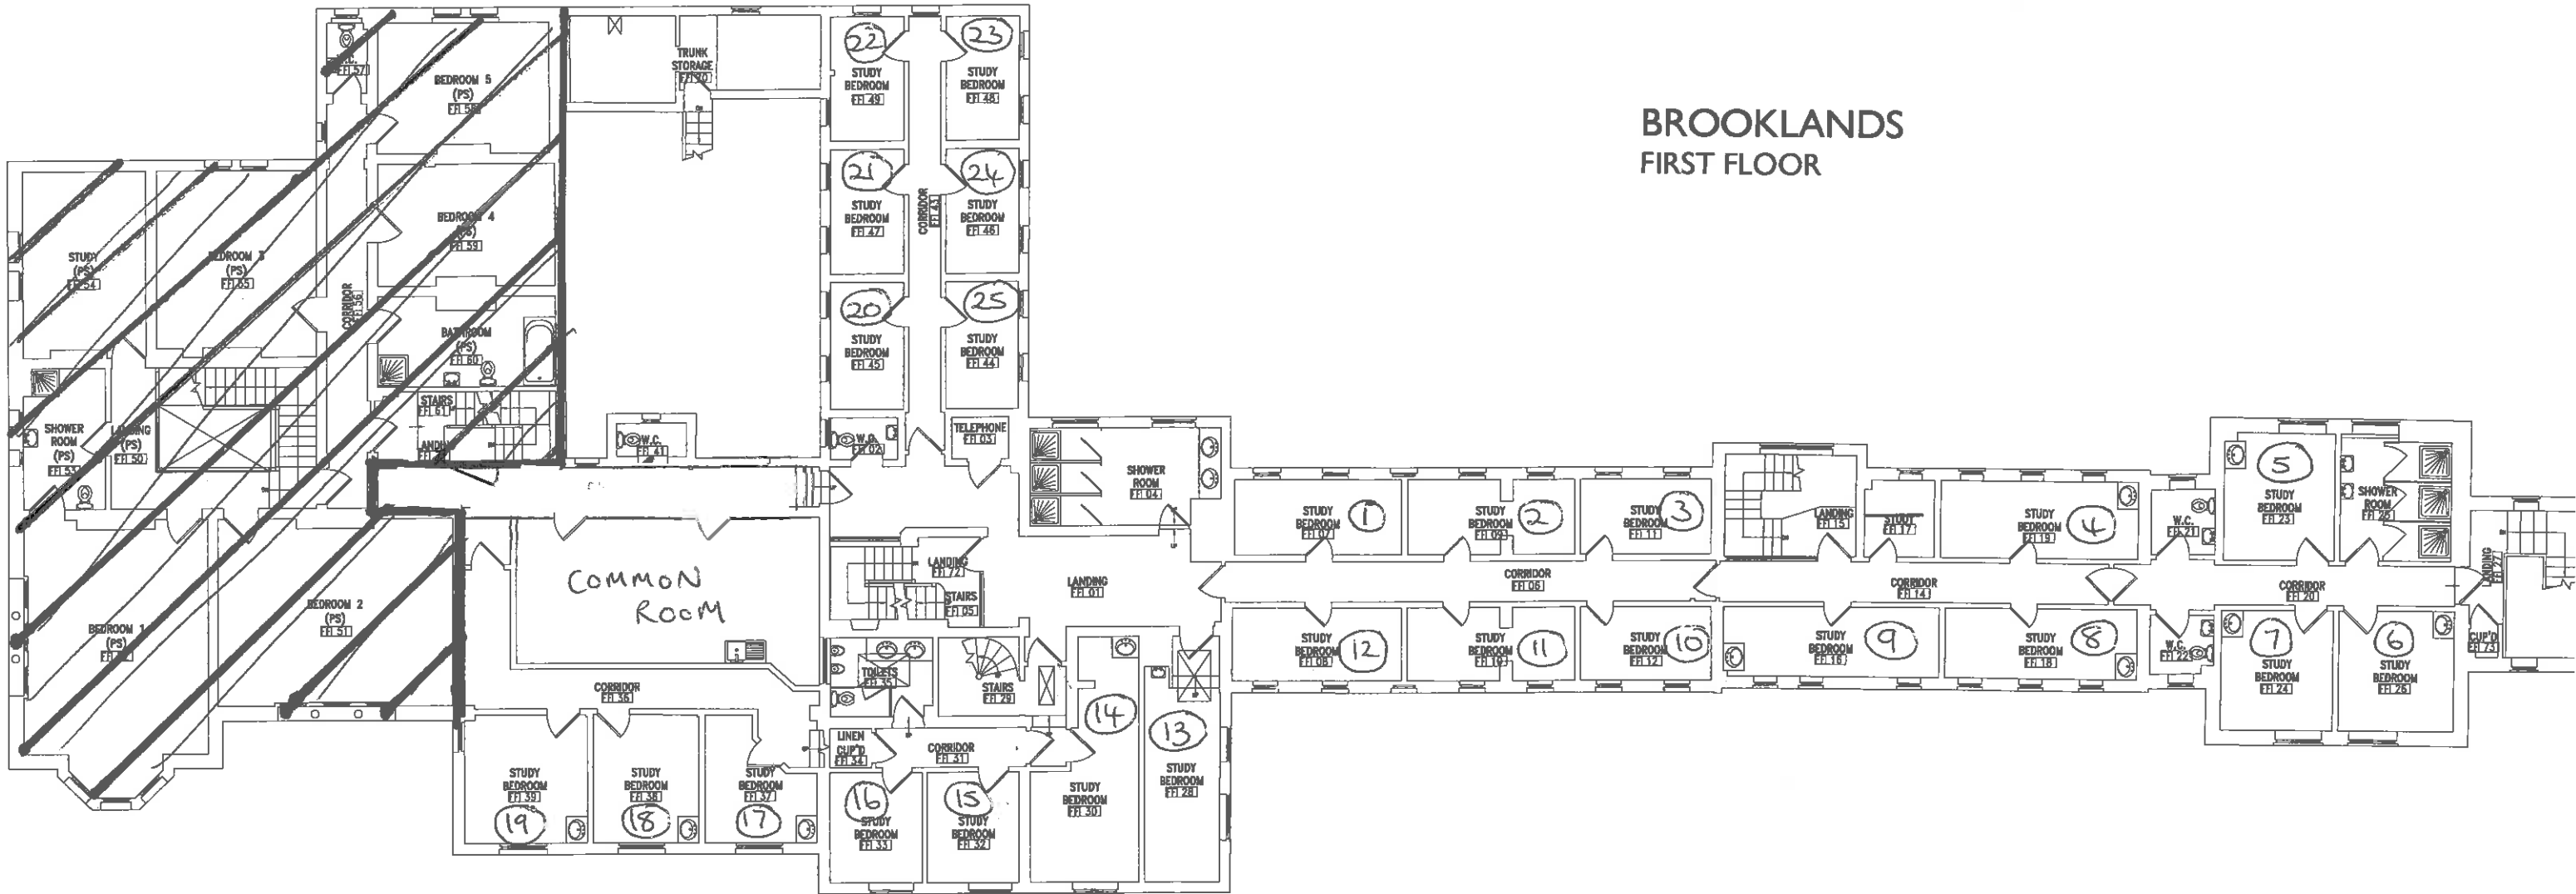 BROOKLANDS
FIRST FLOOR
FF1 57
BEDROOM 5
(PS)
TRUNK
STORAGE
22
STUDY
BEDROOM
FF1 49
23
STUDY
BEDROOM
FF1 48
21
STUDY
BEDROOM
FF1 47
CORRIDOR
FF1 43
24
STUDY
BEDROOM
FF1 46
20
STUDY
BEDROOM
FF1 45
25
STUDY
BEDROOM
FF1 44
STUDY
(PS)
FF1 54
BEDROOM 3
(PS)
FF1 55
BEDROOM 4
(PS)
FF1 59
CORRIDOR
FF1 56
BATHROOM
(PS)
FF1 60
STAIRS
FF1 61
SHOWER
ROOM
(PS)
FF1 53
LANDING
(PS)
FF1 50
W.C.
FF1 41
FF1 02
TELEPHONE
FF1 03
SHOWER
ROOM
FF1 04
BEDROOM 1
(PS)
BEDROOM 2
(PS)
FF1 51
COMMON
ROOM
LANDING
FF1 72
STAIRS
FF1 05
LANDING
FF1 01
STUDY
BEDROOM
FF1 07
1
STUDY
BEDROOM
FF1 09
2
STUDY
BEDROOM
FF1 11
3
LANDING
FF1 15
STUDY
FF1 17
STUDY
BEDROOM
FF1 19
4
W.C.
FF1 21
5
STUDY
BEDROOM
FF1 23
SHOWER
ROOM
FF1 25
CORRIDOR
FF1 06
CORRIDOR
FF1 14
CORRIDOR
FF1 20
LANDING
FF1 27
STUDY
BEDROOM
FF1 08
12
STUDY
BEDROOM
FF1 10
11
STUDY
BEDROOM
FF1 12
10
STUDY
BEDROOM
FF1 16
9
STUDY
BEDROOM
FF1 18
8
W.C.
FF1 22
7
STUDY
BEDROOM
FF1 24
6
STUDY
BEDROOM
FF1 26
CUP'D
FF1 73
CORRIDOR
FF1 36
TOILETS
FF1 35
STAIRS
FF1 29
14
STUDY
BEDROOM
FF1 30
13
STUDY
BEDROOM
FF1 28
LINEN
CUP'D
FF1 34
CORRIDOR
FF1 31
STUDY
BEDROOM
FF1 39
19
STUDY
BEDROOM
FF1 38
18
STUDY
BEDROOM
FF1 37
17
16
STUDY
BEDROOM
FF1 33
15
STUDY
BEDROOM
FF1 32